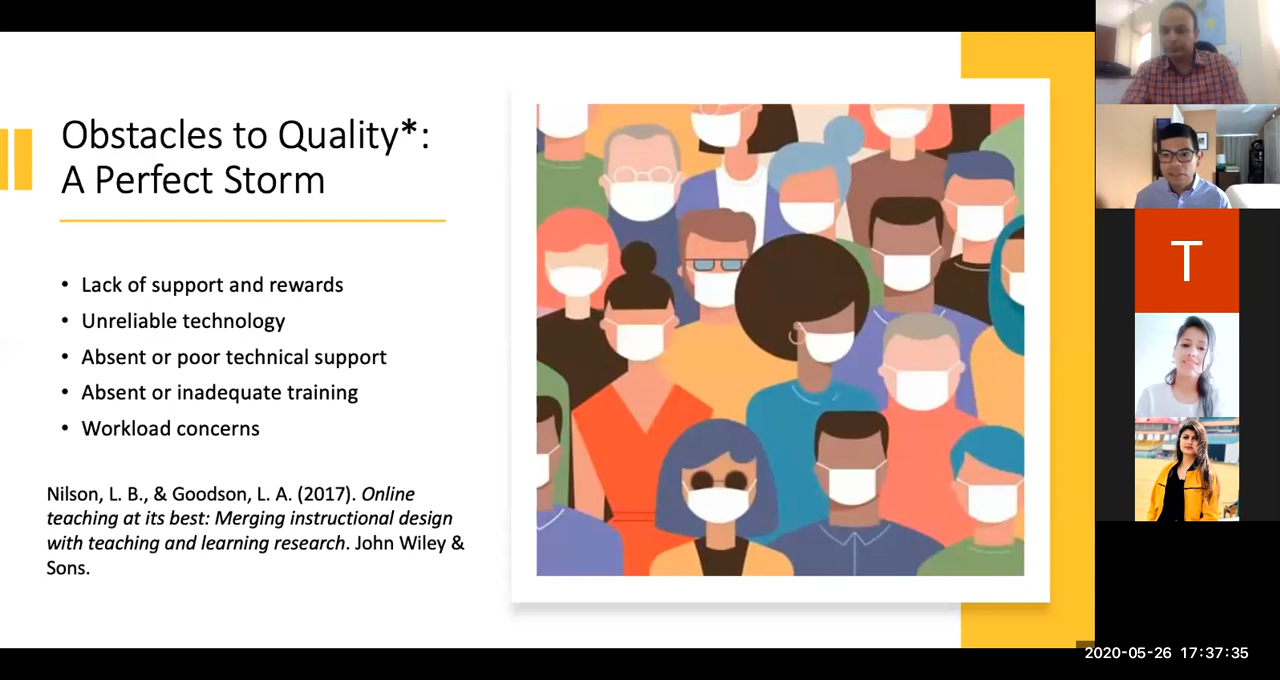 Obstacles to Quality*:
A Perfect Storm
• Lack of support and rewards
• Unreliable technology
• Absent or poor technical support
• Absent or inadequate training
• Workload concerns
Nilson, L. B., & Goodson, L. A. (2017). Online
teaching at its best: Merging instructional design
with teaching and learning research. John Wiley &
Sons.
T
2020-05-26 17:37:35